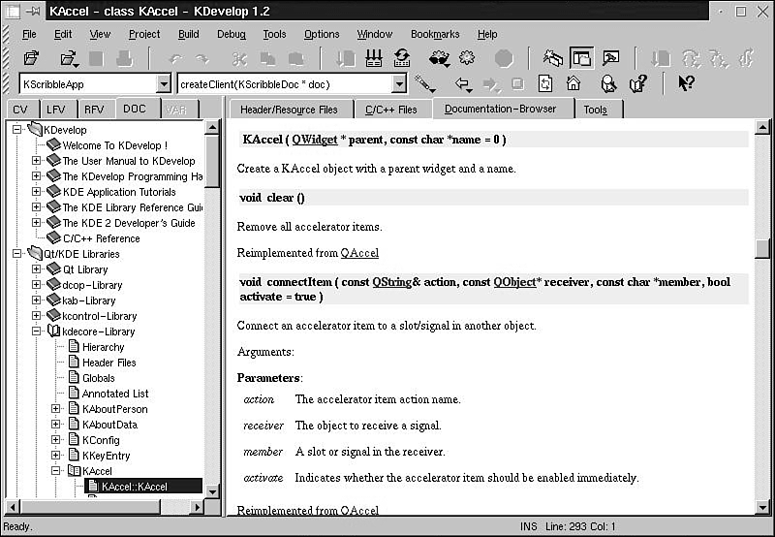 KAccel - class KAccel - KDevelop 1.2
File Edit View Project Build Debug Tools Options Window Bookmarks Help
KScribbleApp
createClient(KScribbleDoc * doc)
CV LFV RFV DOC VAR
KDevelop
Welcome To KDevelop !
The User Manual to KDevelop
The KDevelop Programming Ha
KDE Application Tutorials
The KDE Library Reference Gui
The KDE 2 Developer's Guide
C/C++ Reference
Qt/KDE Libraries
Qt Library
dcop-Library
kab-Library
kcontrol-Library
kdecore-Library
Hierarchy
Header Files
Globals
Annotated List
KAboutPerson
KAboutData
KConfig
KKeyEntry
KAccel
KAccel::KAccel
Header/Resource Files C/C++ Files Documentation-Browser Tools
KAccel ( QWidget * parent, const char *name = 0 )
Create a KAccel object with a parent widget and a name.
void clear ()
Remove all accelerator items.
Reimplemented from QAccel
void connectItem ( const QString& action, const QObject* receiver, const char *member, bool
activate = true )
Connect an accelerator item to a slot/signal in another object.
Arguments:
Parameters:
action The accelerator item action name.
receiver The object to receive a signal.
member A slot or signal in the receiver.
activate Indicates whether the accelerator item should be enabled immediately.
Reimplemented from QAccel
Ready.
INS Line: 293 Col: 1